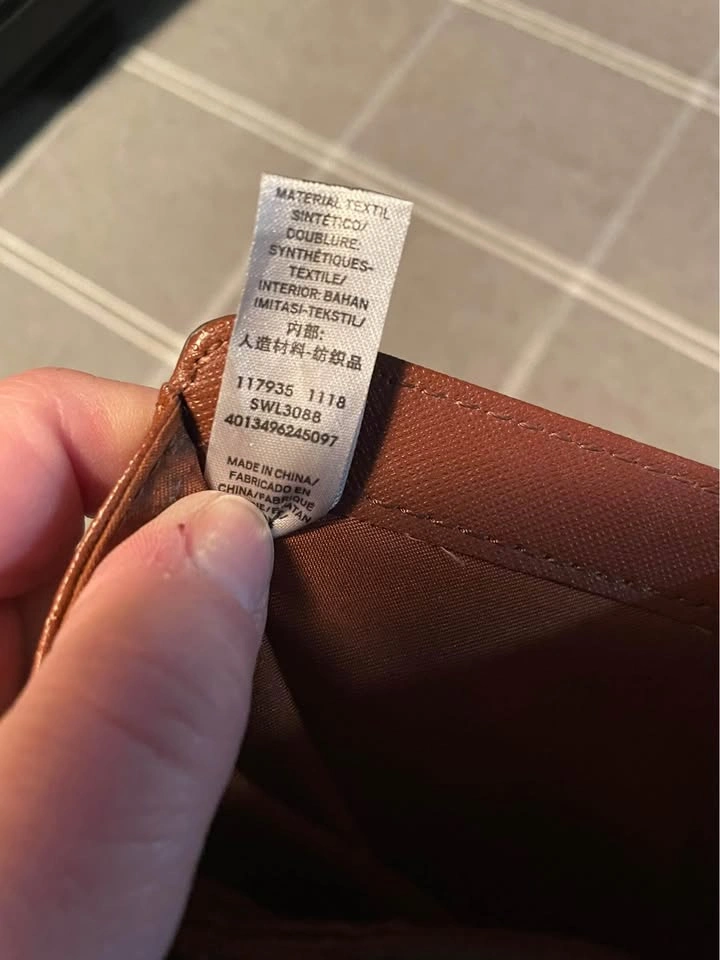 MATERIAL TEXTIL
SINTÉTICO/
DOUBLURE:
SYNTHÉTIQUES-
TEXTILE/
INTERIOR: BAHAN
IMITASI-TEKSTIL/
内部:
人造材料-纺织品
117935 1118
SWL3088
4013496245097
MADE IN CHINA/
FABRICADO EN
CHINA/FABRIQUÉ